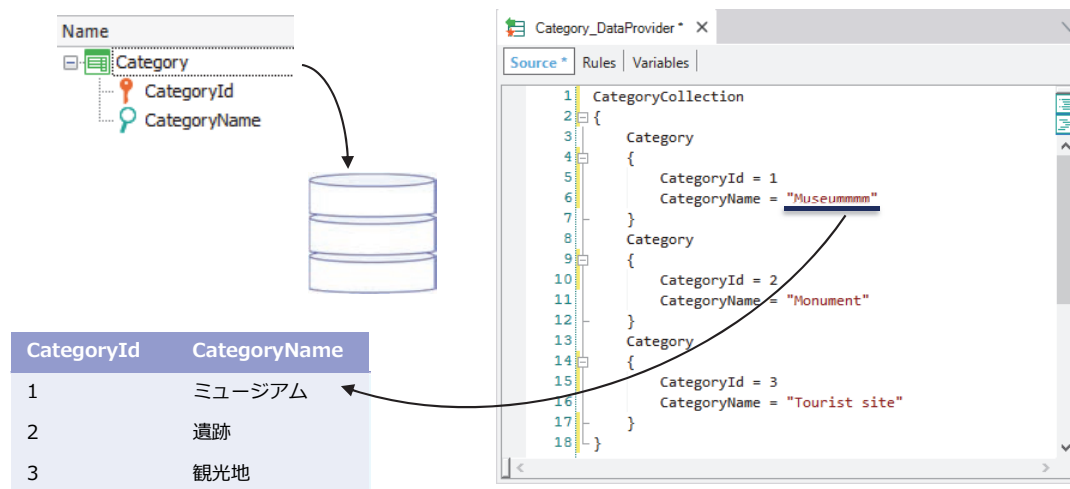 Name
Category
CategoryId
CategoryName
CategoryId CategoryName
1 ミュージアム
2 遺跡
3 観光地
Category_DataProvider *
Source * Rules Variables
1 CategoryCollection
2 {
3 Category
4 {
5 CategoryId = 1
6 CategoryName = "Museummmm"
7 }
8 Category
9 {
10 CategoryId = 2
11 CategoryName = "Monument"
12 }
13 Category
14 {
15 CategoryId = 3
16 CategoryName = "Tourist site"
17 }
18 }